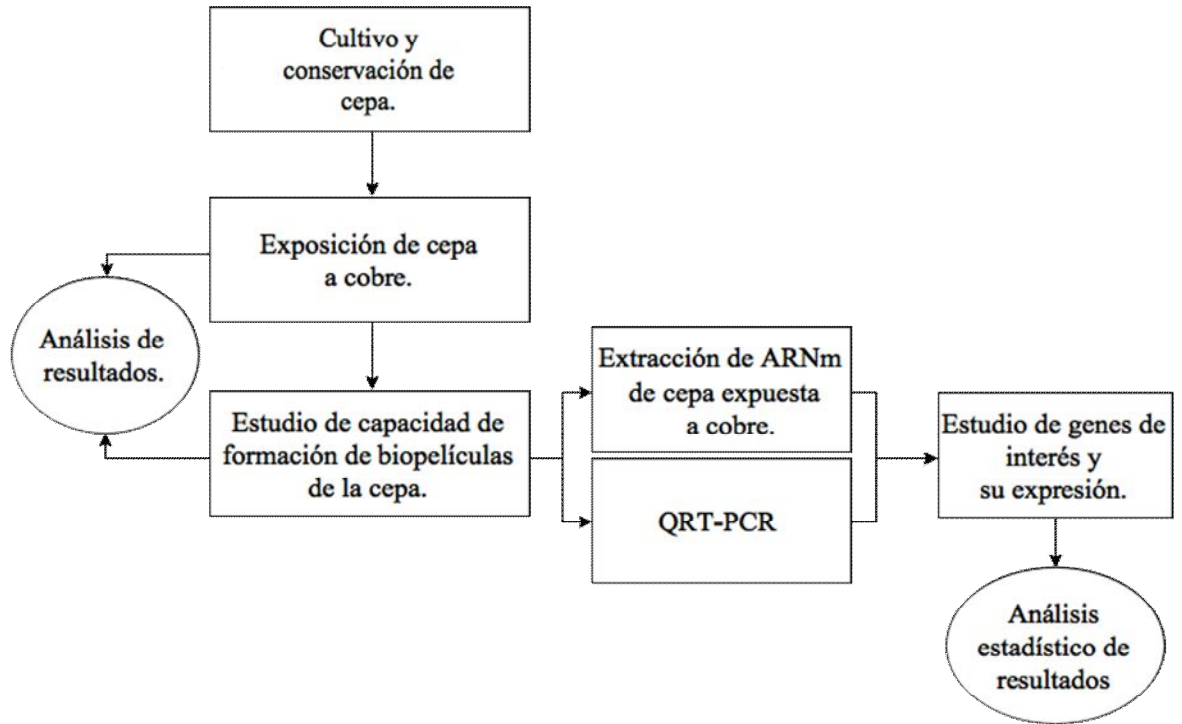 Cultivo y
conservación de
cepa.
Exposición de cepa
a cobre.
Análisis de
resultados.
Estudio de capacidad de
formación de biopelículas
de la cepa.
Extracción de ARNm
de cepa expuesta
a cobre.
QRT-PCR
Estudio de genes de
interés y
su expresión.
Análisis
estadístico de
resultados